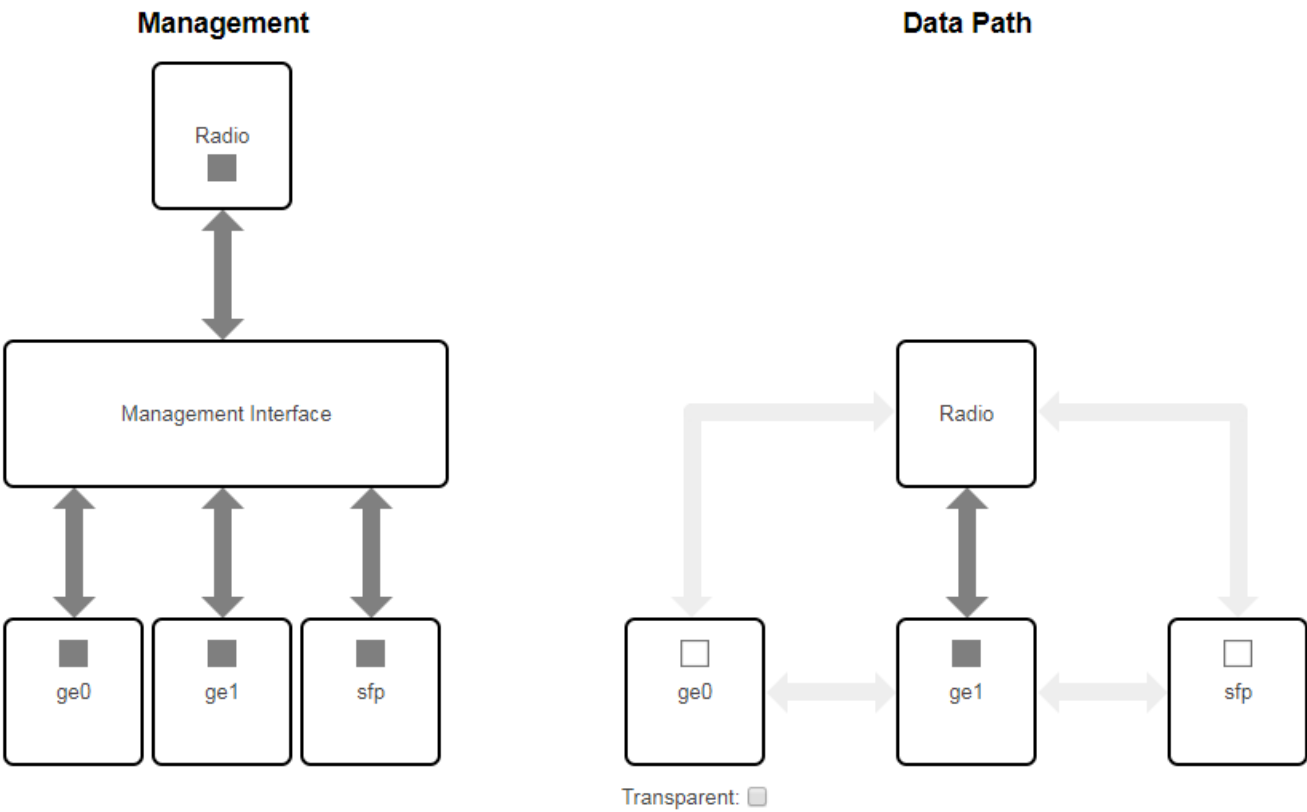 Management
Radio
Management Interface
ge0
ge1
sfp
Data Path
Radio
ge0
ge1
sfp
Transparent: